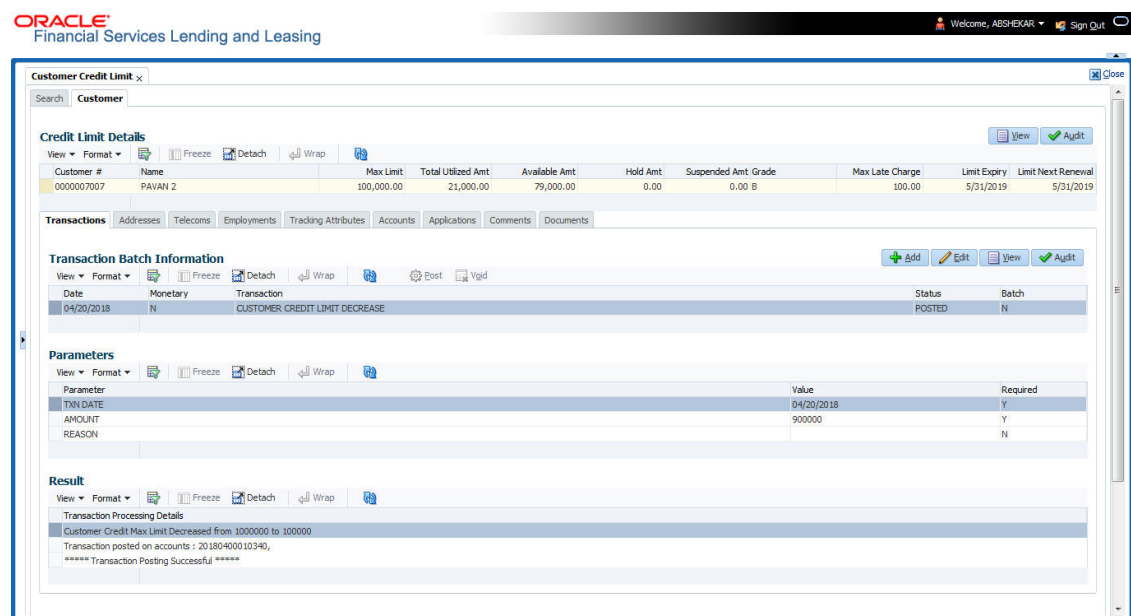 ORACLE®
Financial Services Lending and Leasing
Welcome, ABSHEKAR Sign Out
Customer Credit Limit x
Close
Search Customer
Credit Limit Details
View Audit
View Format Freeze Detach Wrap
Customer # Name Max Limit Total Utilized Amt Available Amt Hold Amt Suspended Amt Grade Max Late Charge Limit Expiry Limit Next Renewal
0000007007 PAVAN 2 100,000.00 21,000.00 79,000.00 0.00 0.00 B 100.00 5/31/2019 5/31/2019
Transactions Addresses Telecoms Employments Tracking Attributes Accounts Applications Comments Documents
Transaction Batch Information
Add Edit View Audit
View Format Freeze Detach Wrap Post Void
Date Monetary Transaction Status Batch
04/20/2018 N CUSTOMER CREDIT LIMIT DECREASE POSTED N
Parameters
View Format Freeze Detach Wrap
Parameter Value Required
TXN DATE 04/20/2018 Y
AMOUNT 900000 Y
REASON N
Result
View Format Freeze Detach Wrap
Transaction Processing Details
Customer Credit Max Limit Decreased from 1000000 to 100000
Transaction posted on accounts : 20180400010340,
***** Transaction Posting Successful *****